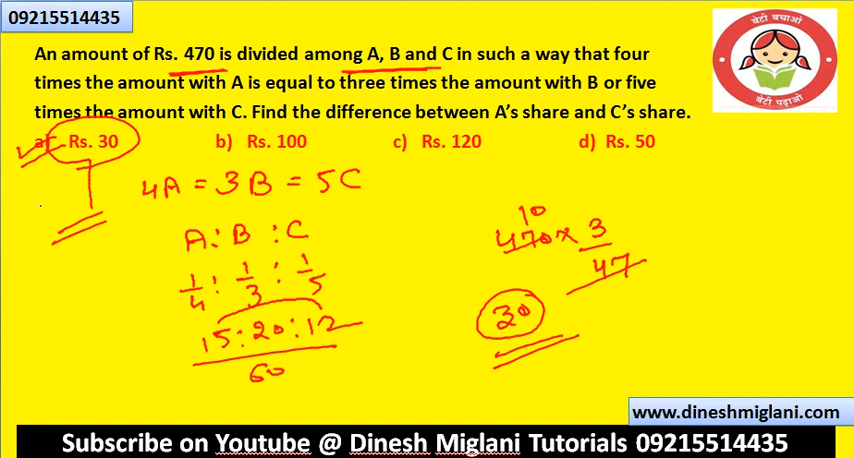 09215514435
बेटी बचाओ
An amount of Rs. 470 is divided among A, B and C in such a way that four
times the amount with A is equal to three times the amount with B or five
times the amount with C. Find the difference between A's share and C's share.
बेटी पढ़ाओ
a) Rs. 30 b) Rs. 100 c) Rs. 120 d) Rs. 50
4A = 3B = 5C
A : B : C
1/4 : 1/3 : 1/5
15 : 20 : 12
60
10
470 × 3
47
30
www.dineshmiglani.com
Subscribe on Youtube @ Dinesh Miglani Tutorials 09215514435